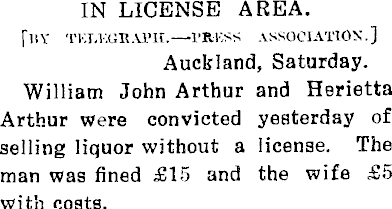 IN LICENSE AREA.
[BY TELEGRAPH.—PRESS ASSOCIATION.]
Auckland, Saturday.
William John Arthur and Herietta
Arthur were convicted yesterday of
selling liquor without a license. The
man was fined £15 and the wife £5
with costs.